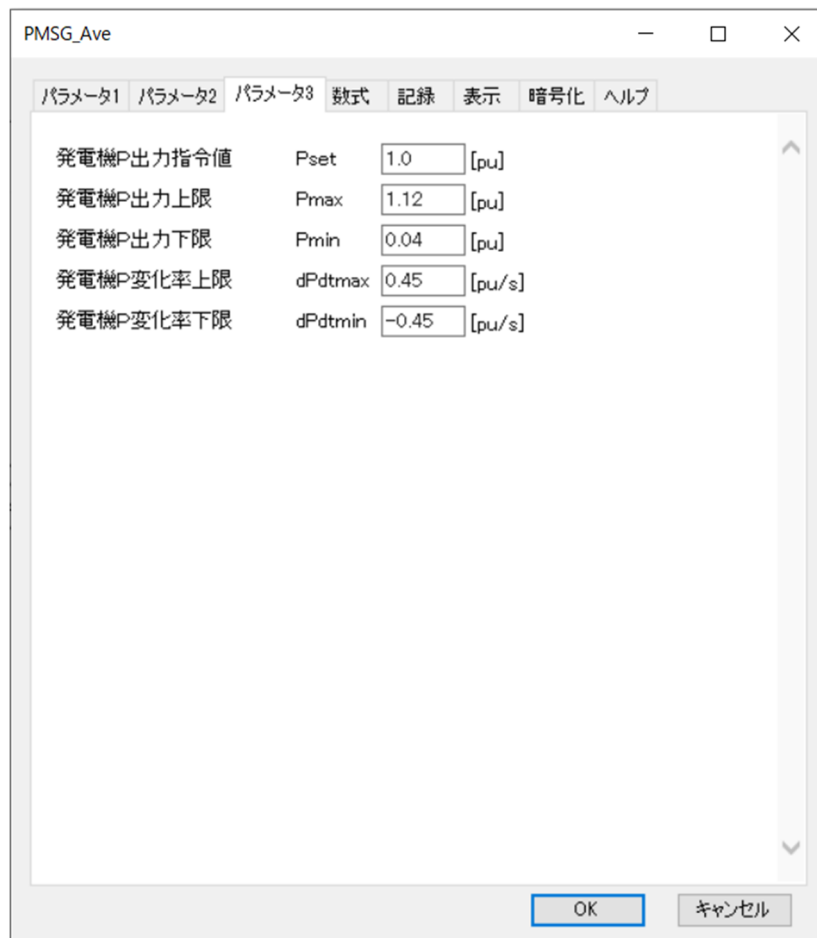 PMSG_Ave
パラメータ1 パラメータ2 パラメータ3 数式 記録 表示 暗号化 ヘルプ
発電機P出力指令値 Pset 1.0 [pu]
発電機P出力上限 Pmax 1.12 [pu]
発電機P出力下限 Pmin 0.04 [pu]
発電機P変化率上限 dPdtmax 0.45 [pu/s]
発電機P変化率下限 dPdtmin -0.45 [pu/s]
OK キャンセル